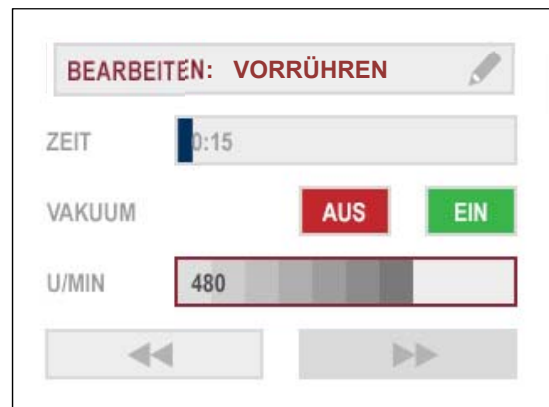 BEARBEITEN: VORRÜHREN
ZEIT 0:15
VAKUUM AUS EIN
U/MIN 480